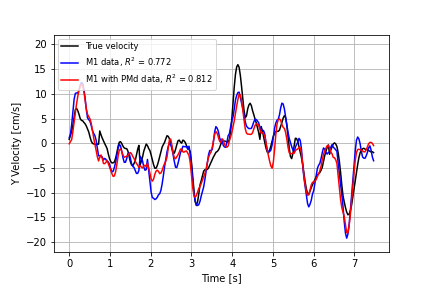 True velocity
M1 data, R² = 0.772
M1 with PMd data, R² = 0.812
Y Velocity [cm/s]
20
15
10
5
0
−5
−10
−15
−20
0 1 2 3 4 5 6 7
Time [s]